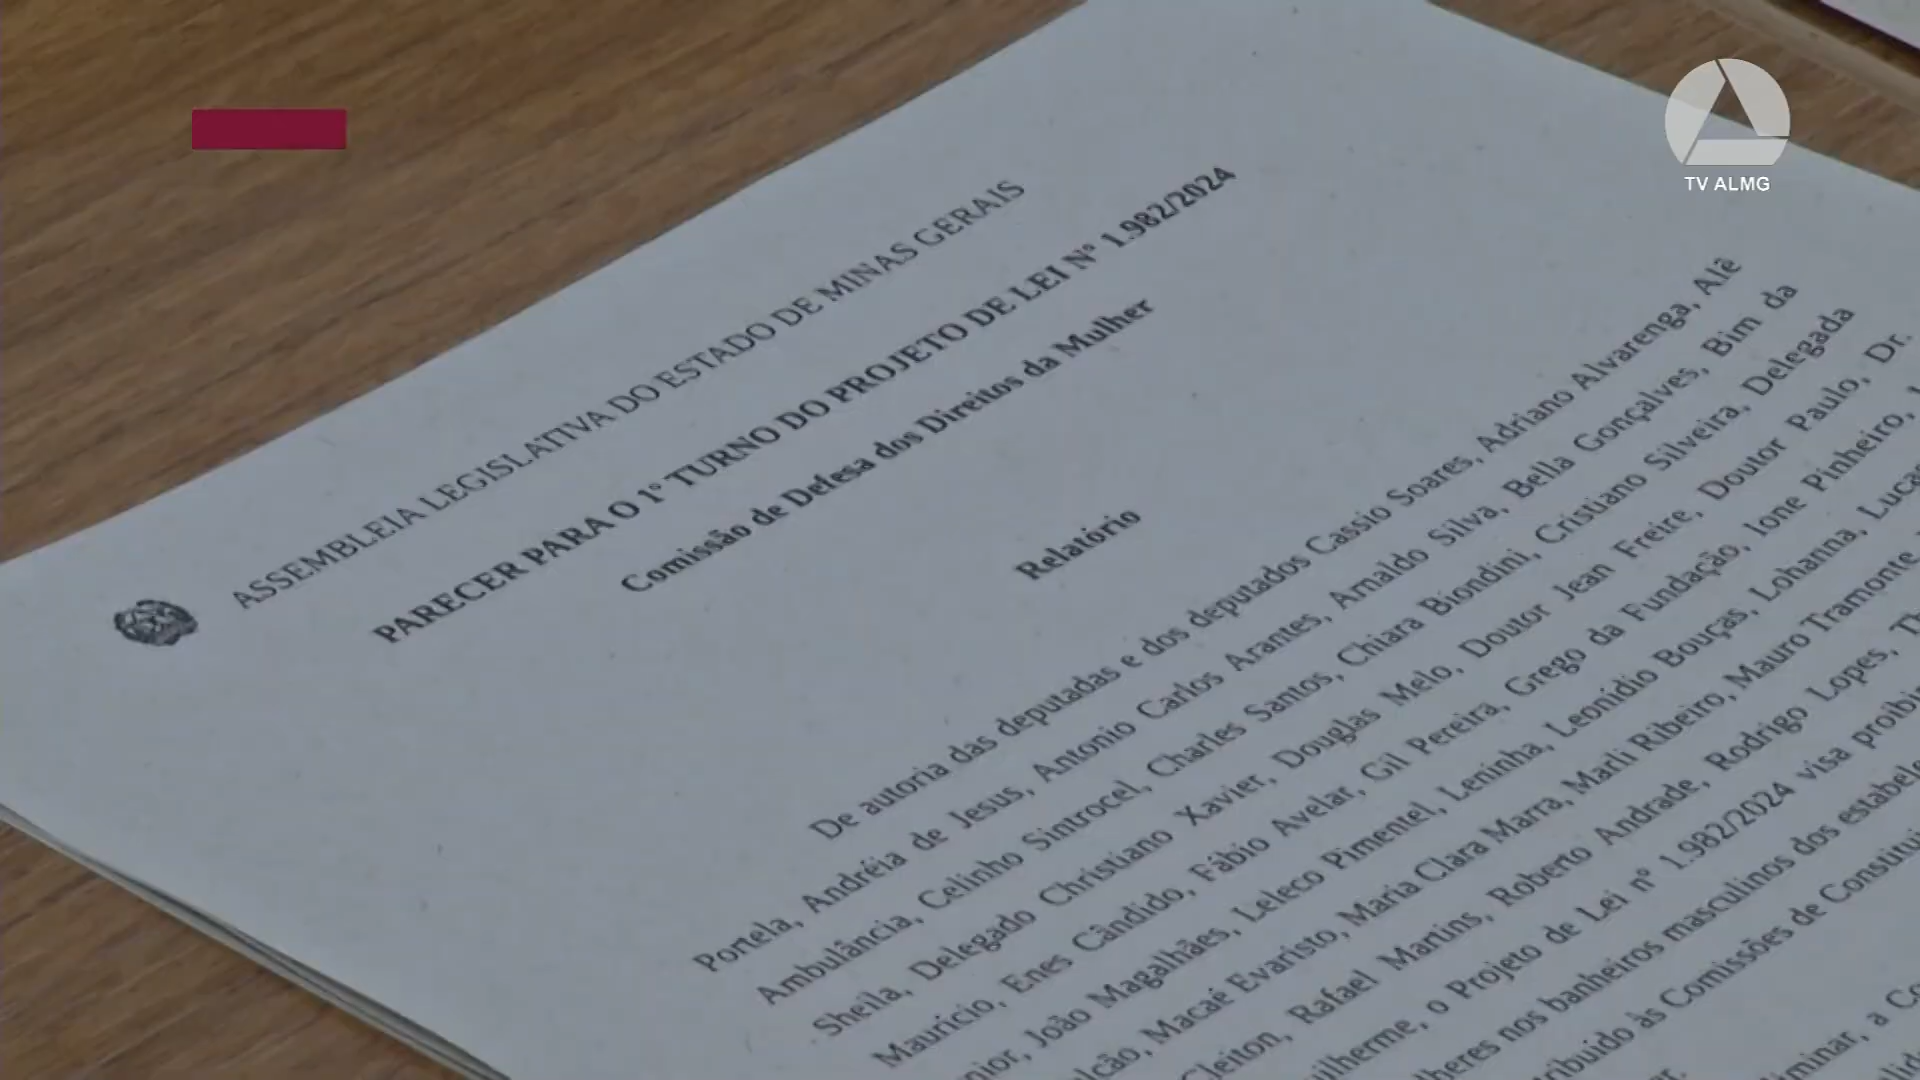 TV ALMG
ASSEMBLEIA LEGISLATIVA DO ESTADO DE MINAS GERAIS
PARECER PARA O 1º TURNO DO PROJETO DE LEI Nº 1.982/2024
Comissão de Defesa dos Direitos da Mulher
Relatório
De autoria das deputadas e dos deputados Cassio Soares, Adriano Alvarenga, Alê
Portela, Andréia de Jesus, Antonio Carlos Arantes, Arnaldo Silva, Bella Gonçalves, Bim da
Ambulância, Celinho Sintrocel, Charles Santos, Chiara Biondini, Cristiano Silveira, Delegada
Sheila, Delegado Christiano Xavier, Douglas Melo, Doutor Jean Freire, Doutor Paulo, Dr.
Maurício, Enes Cândido, Fábio Avelar, Gil Pereira, Grego da Fundação, Ione Pinheiro,
João Magalhães, Leleco Pimentel, Leninha, Leonídio Bouças, Lohanna,
Macaé Evaristo, Maria Clara Marra, Marli Ribeiro, Mauro Tramonte,
Cleiton, Rafael Martins, Roberto Andrade, Rodrigo Lopes,
o Projeto de Lei nº 1.982/2024 visa
nos banheiros masculinos dos
às Comissões de
a